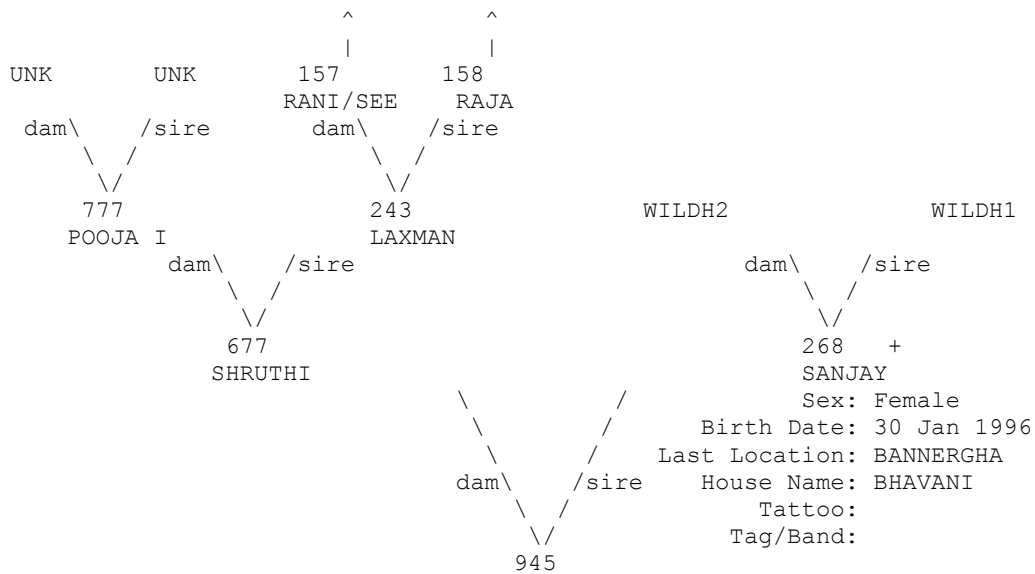 ^ ^
| |
UNK UNK 157 158
RANI/SEE RAJA
dam\ /sire dam\ /sire
\ / \ /
\/ \/
777 243 WILDH2 WILDH1
POOJA I LAXMAN
dam\ /sire dam\ /sire
\ / \ /
\/ \/
677 268 +
SHRUTHI SANJAY
\ / Sex: Female
\ / Birth Date: 30 Jan 1996
\ / Last Location: BANNERGHA
dam\ /sire House Name: BHAVANI
\ / Tattoo:
\/ Tag/Band:
945